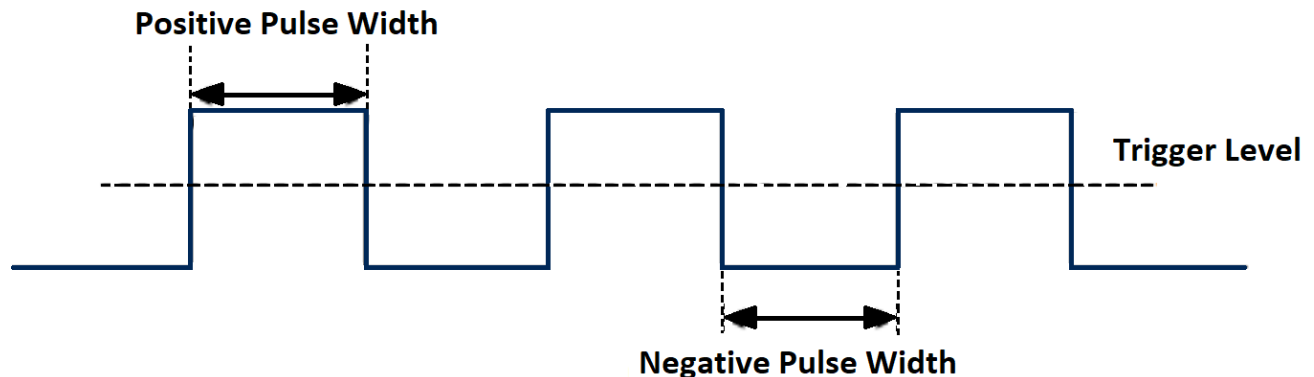 Positive Pulse Width
Trigger Level
Negative Pulse Width